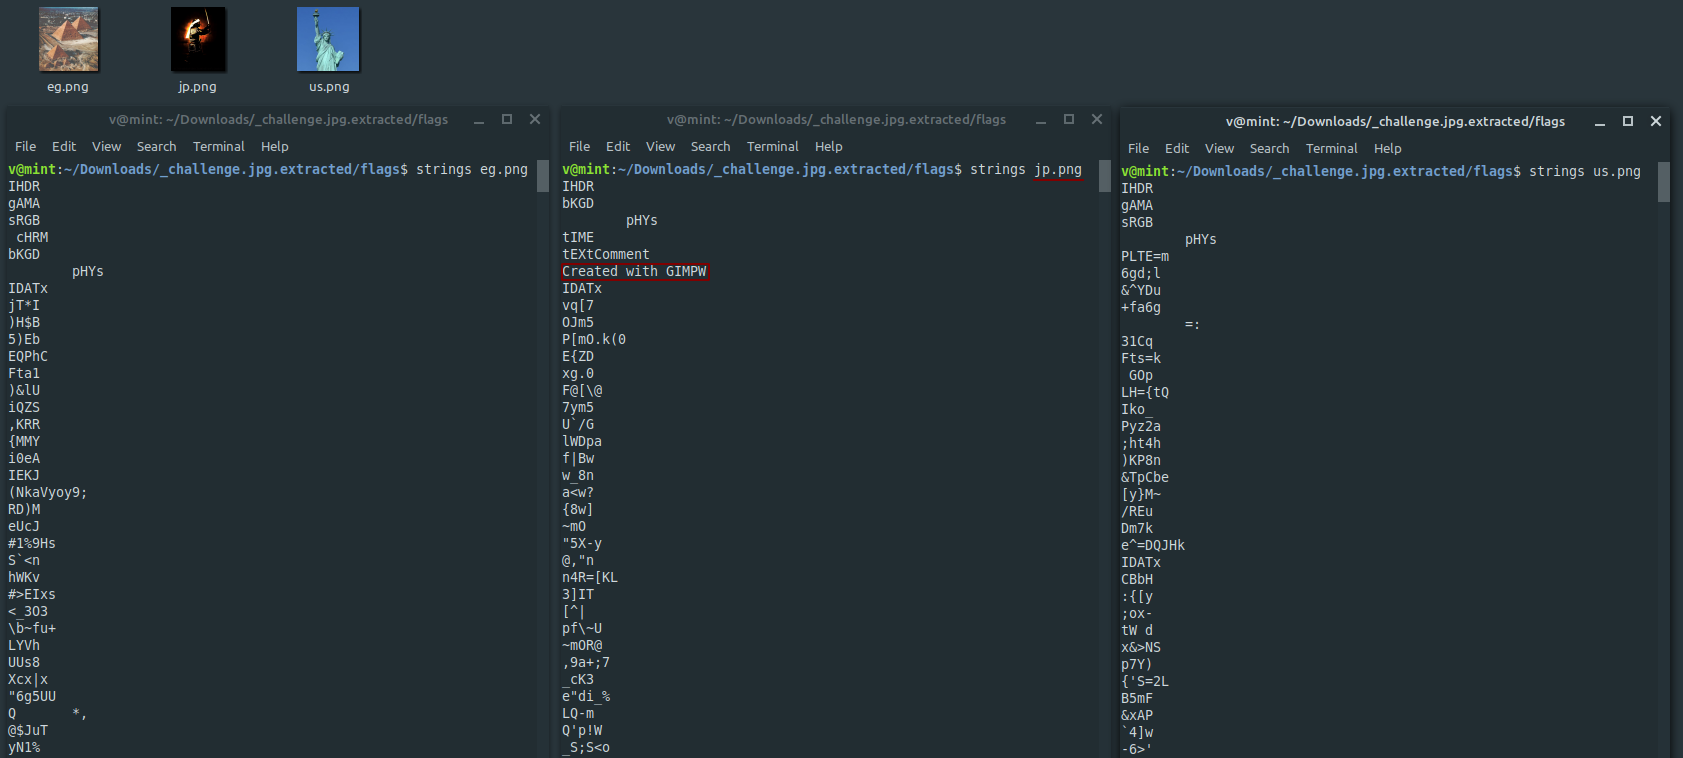 eg.png
jp.png
us.png
v@mint: ~/Downloads/_challenge.jpg.extracted/flags
File Edit View Search Terminal Help
v@mint:~/Downloads/_challenge.jpg.extracted/flags$ strings eg.png
IHDR
gAMA
sRGB
cHRM
bKGD
pHYs
IDATx
jT*I
)H$B
5)Eb
EQPhC
Fta1
)&lU
iQZS
,KRR
{MMY
i0eA
IEKJ
(NkaVyoy9;
RD)M
eUcJ
#1%9Hs
S`<n
hWKv
#>EIxs
<_3O3
\b~fu+
LYVh
UUs8
Xcx|x
"6g5UU
Q       *,
@$JuT
yN1%
v@mint: ~/Downloads/_challenge.jpg.extracted/flags
File Edit View Search Terminal Help
v@mint:~/Downloads/_challenge.jpg.extracted/flags$ strings jp.png
IHDR
bKGD
pHYs
tIME
tEXtComment
Created with GIMPW
IDATx
vq[7
OJm5
P[mO.k(0
E{ZD
xg.0
F@[\@
7ym5
U`/G
lWDpa
f|Bw
w_8n
a<w?
{8w]
~mO
"5X-y
@,"n
n4R=[KL
3]IT
[^|
pf\~U
~mOR@
,9a+;7
_cK3
e"di_%
LQ-m
Q'p!W
_S;S<o
v@mint: ~/Downloads/_challenge.jpg.extracted/flags
File Edit View Search Terminal Help
v@mint:~/Downloads/_challenge.jpg.extracted/flags$ strings us.png
IHDR
gAMA
sRGB
pHYs
PLTE=m
6gd;l
&^YDu
+fa6g
=:
31Cq
Fts=k
GOp
LH={tQ
Iko_
Pyz2a
;ht4h
)KP8n
&TpCbe
[y}M~
/REu
Dm7k
e^=DQJHk
IDATx
CBbH
:{[y
;ox-
tW d
x&>NS
p7Y)
{'S=2L
B5mF
&xAP
`4]w
-6>'